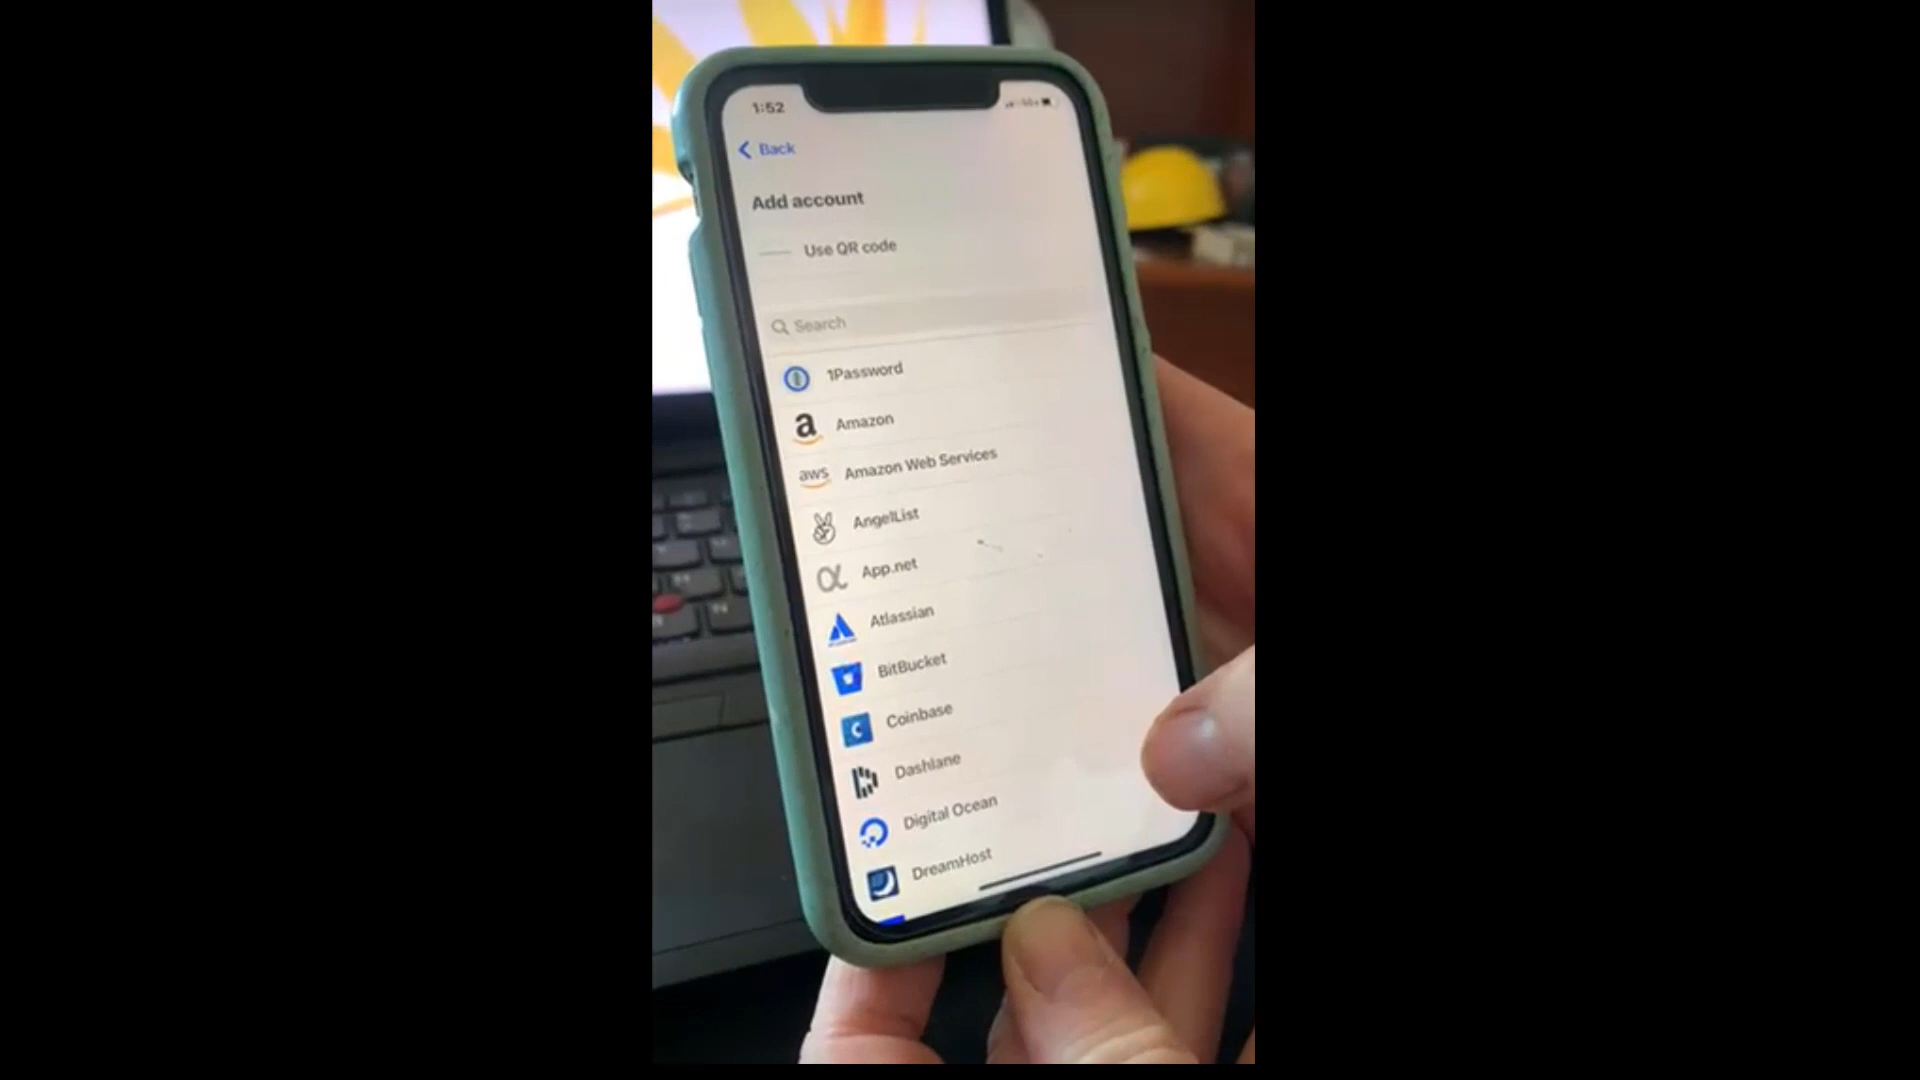 1:52
Back
Add account
Use QR code
Search
1Password
a Amazon
aws Amazon Web Services
AngelList
App.net
Atlassian
BitBucket
Coinbase
Dashlane
Digital Ocean
DreamHost